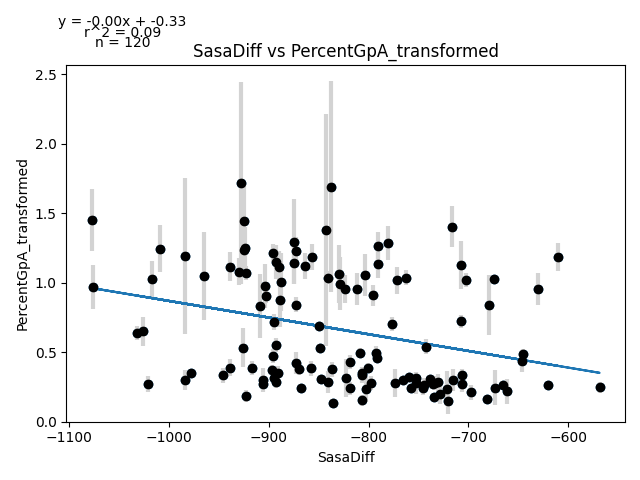 y = -0.00x + -0.33
r^2 = 0.09
n = 120
SasaDiff vs PercentGpA_transformed
2.5
2.0
1.5
1.0
0.5
0.0
PercentGpA_transformed
−1100
−1000
−900
−800
−700
−600
SasaDiff